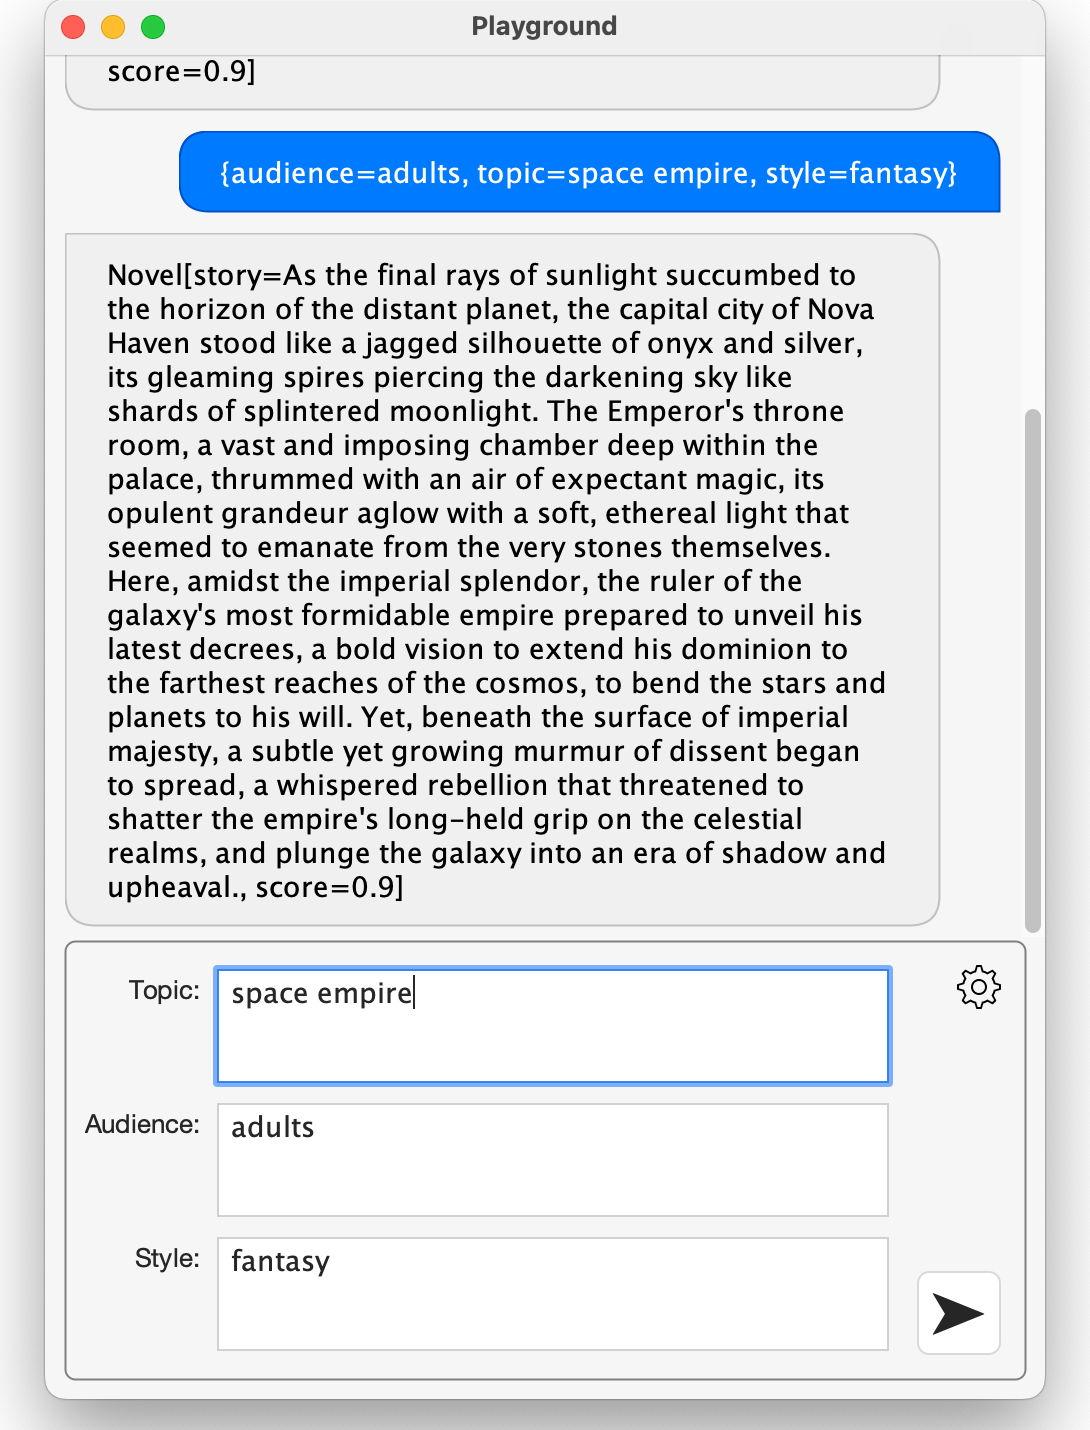 Playground
score=0.9]
{audience=adults, topic=space empire, style=fantasy}
Novel[story=As the final rays of sunlight succumbed to
the horizon of the distant planet, the capital city of Nova
Haven stood like a jagged silhouette of onyx and silver,
its gleaming spires piercing the darkening sky like
shards of splintered moonlight. The Emperor's throne
room, a vast and imposing chamber deep within the
palace, thrummed with an air of expectant magic, its
opulent grandeur aglow with a soft, ethereal light that
seemed to emanate from the very stones themselves.
Here, amidst the imperial splendor, the ruler of the
galaxy's most formidable empire prepared to unveil his
latest decrees, a bold vision to extend his dominion to
the farthest reaches of the cosmos, to bend the stars and
planets to his will. Yet, beneath the surface of imperial
majesty, a subtle yet growing murmur of dissent began
to spread, a whispered rebellion that threatened to
shatter the empire's long-held grip on the celestial
realms, and plunge the galaxy into an era of shadow and
upheaval., score=0.9]
Topic: space empire
Audience: adults
Style: fantasy